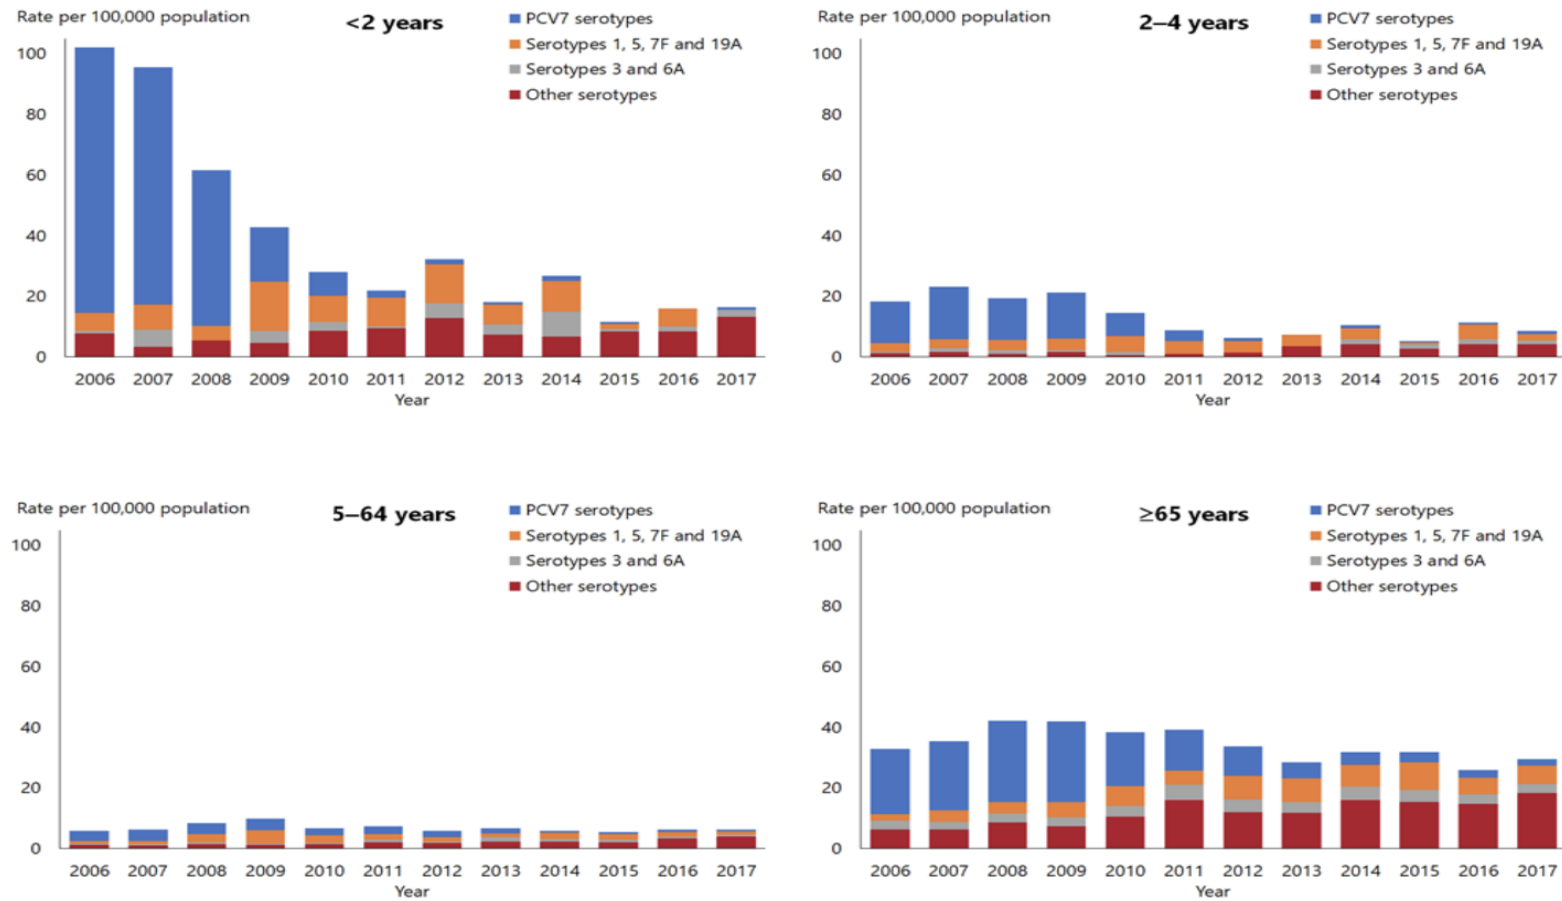 Rate per 100,000 population
<2 years
PCV7 serotypes
Serotypes 1, 5, 7F and 19A
Serotypes 3 and 6A
Other serotypes
100
80
60
40
20
0
2006 2007 2008 2009 2010 2011 2012 2013 2014 2015 2016 2017
Year
Rate per 100,000 population
2–4 years
PCV7 serotypes
Serotypes 1, 5, 7F and 19A
Serotypes 3 and 6A
Other serotypes
100
80
60
40
20
0
2006 2007 2008 2009 2010 2011 2012 2013 2014 2015 2016 2017
Year
Rate per 100,000 population
5–64 years
PCV7 serotypes
Serotypes 1, 5, 7F and 19A
Serotypes 3 and 6A
Other serotypes
100
80
60
40
20
0
2006 2007 2008 2009 2010 2011 2012 2013 2014 2015 2016 2017
Year
Rate per 100,000 population
≥65 years
PCV7 serotypes
Serotypes 1, 5, 7F and 19A
Serotypes 3 and 6A
Other serotypes
100
80
60
40
20
0
2006 2007 2008 2009 2010 2011 2012 2013 2014 2015 2016 2017
Year